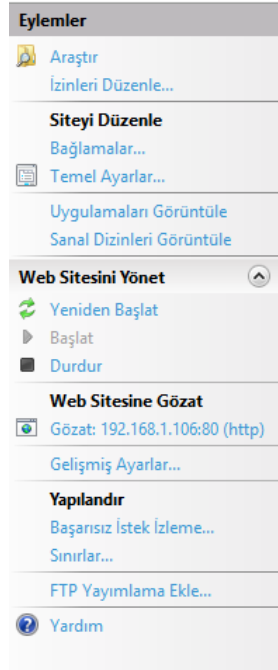 Eylemler
Araştır
İzinleri Düzenle...
Siteyi Düzenle
Bağlamalar...
Temel Ayarlar...
Uygulamaları Görüntüle
Sanal Dizinleri Görüntüle
Web Sitesini Yönet
Yeniden Başlat
Başlat
Durdur
Web Sitesine Gözat
Gözat: 192.168.1.106:80 (http)
Gelişmiş Ayarlar...
Yapılandır
Başarısız İstek İzleme...
Sınırlar...
FTP Yayımlama Ekle...
Yardım